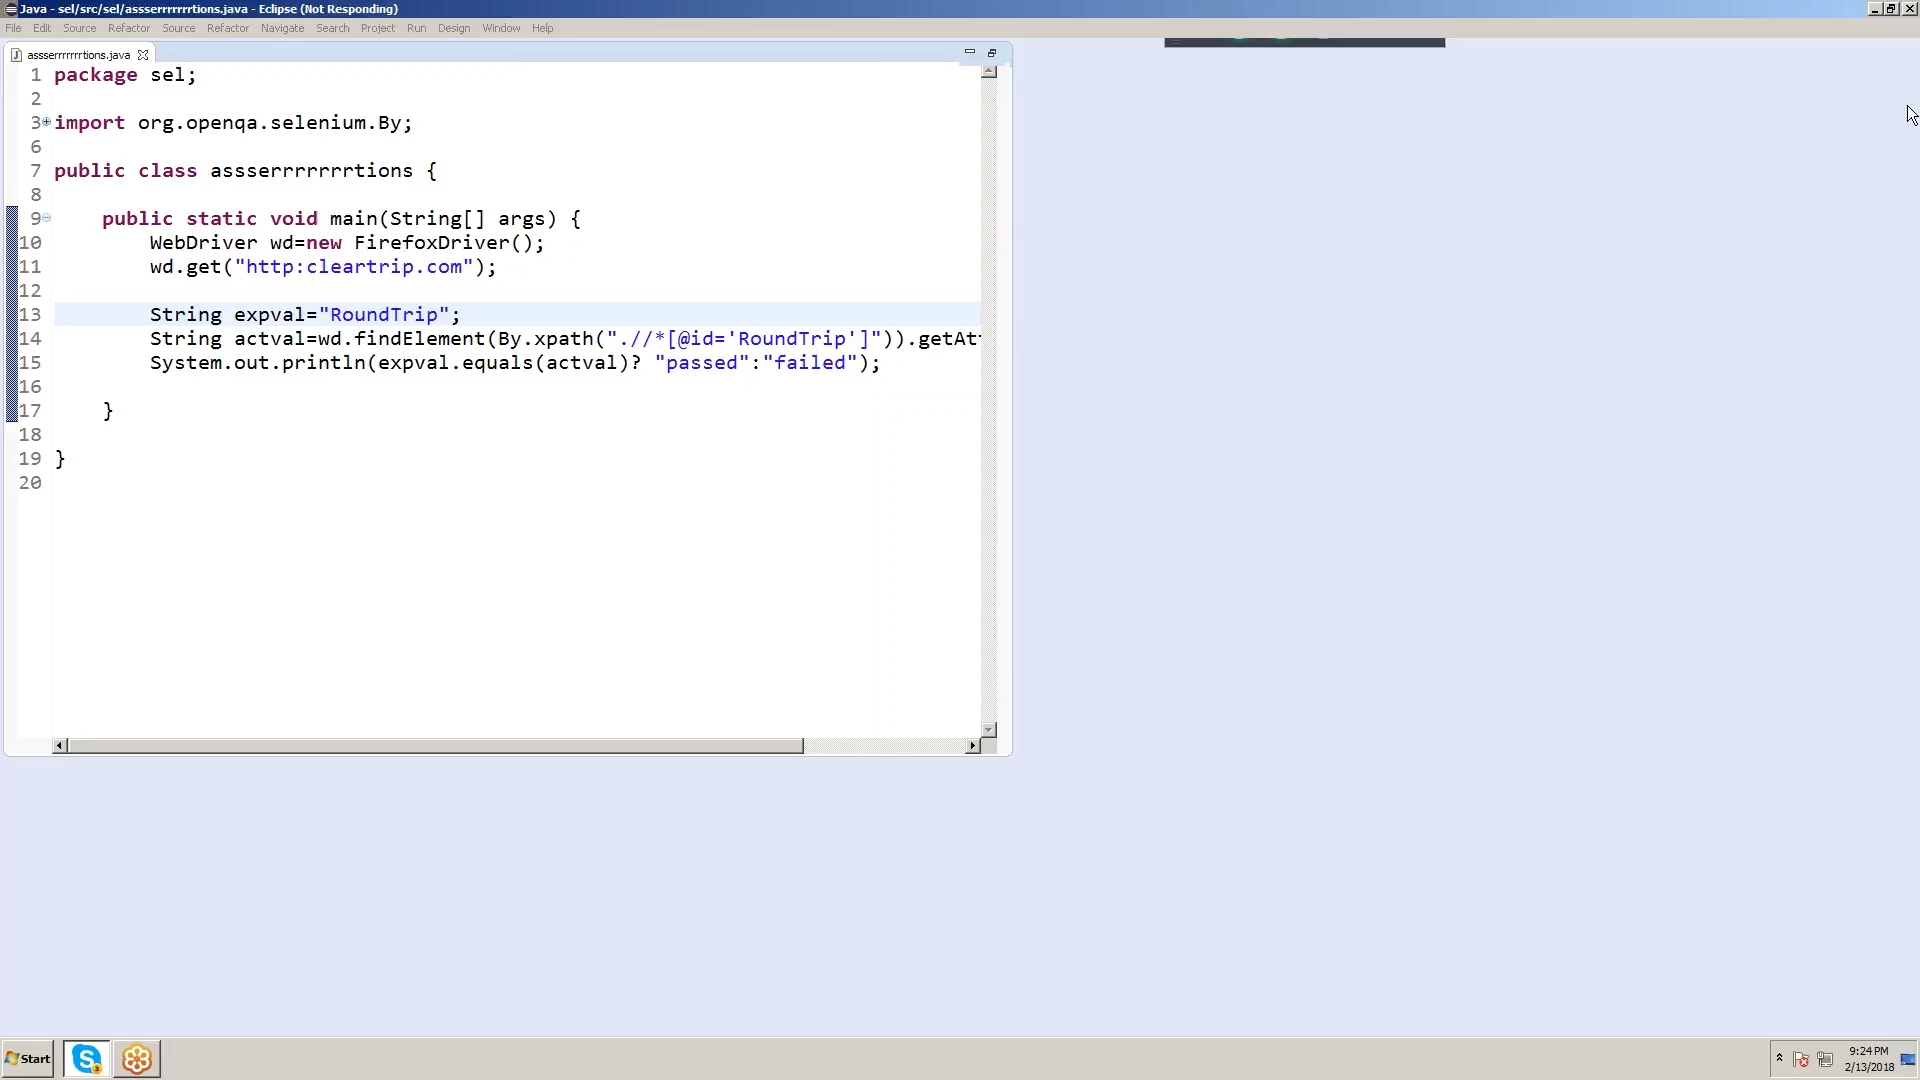 Java - sel/src/sel/assserrrrrrrtions.java - Eclipse (Not Responding)
File Edit Source Refactor Source Refactor Navigate Search Project Run Design Window Help
assserrrrrrrtions.java
1 package sel;
2
3 import org.openqa.selenium.By;
6
7 public class assserrrrrrrtions {
8
9 public static void main(String[] args) {
10 WebDriver wd=new FirefoxDriver();
11 wd.get("http:cleartrip.com");
12
13 String expval="RoundTrip";
14 String actval=wd.findElement(By.xpath(".//*[@id='RoundTrip']")).getAt
15 System.out.println(expval.equals(actval)? "passed":"failed");
16
17 }
18
19 }
20
Start
9:24 PM
2/13/2018